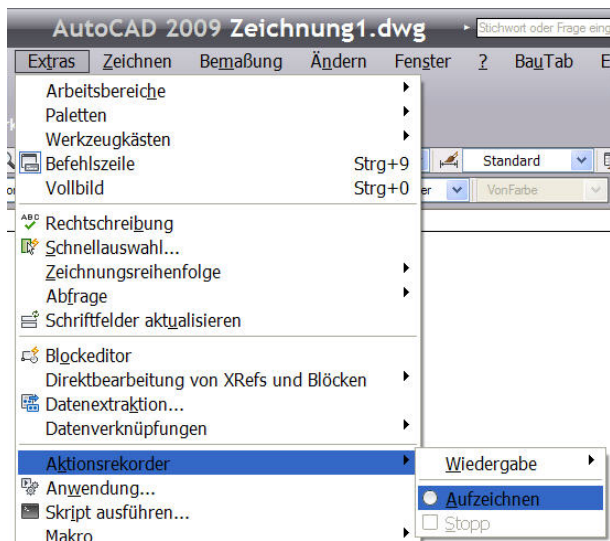 AutoCAD 2009 Zeichnung1.dwg
Stichwort oder Frage eing
Extras Zeichnen Bemaßung Ändern Fenster ? BauTab E
Arbeitsbereiche
Paletten
Werkzeugkästen
Befehlszeile Strg+9
Standard
Vollbild Strg+0
er VonFarbe
ABC Rechtschreibung
Schnellauswahl...
Zeichnungsreihenfolge
Abfrage
Schriftfelder aktualisieren
Blockeditor
Direktbearbeitung von XRefs und Blöcken
Datenextraktion...
Datenverknüpfungen
Aktionsrekorder
Wiedergabe
Anwendung...
Aufzeichnen
Skript ausführen...
Stopp
Makro